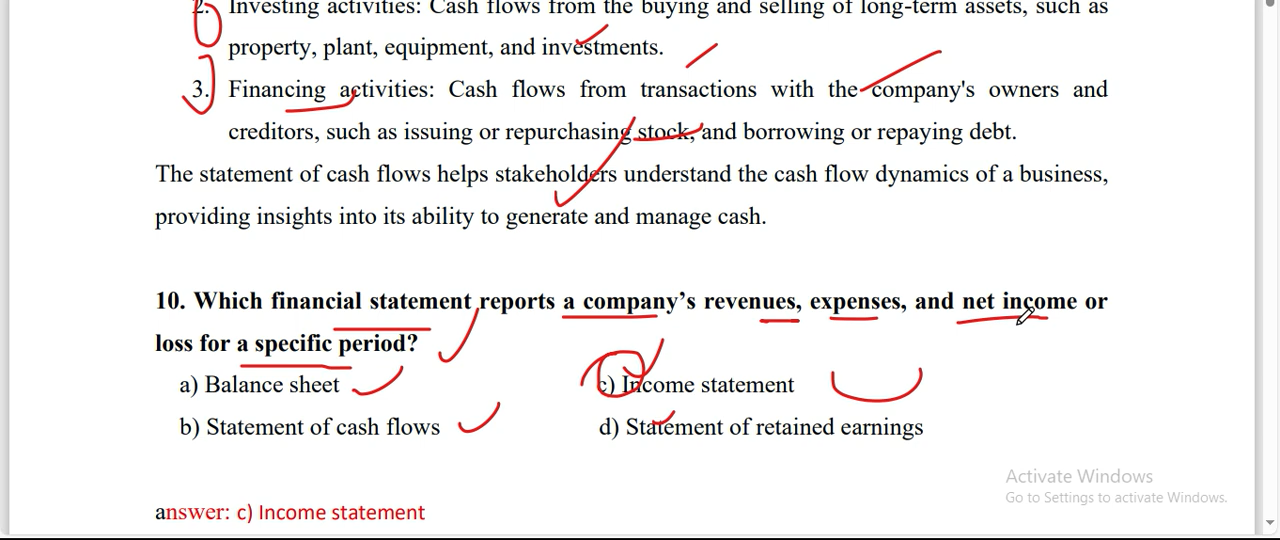 2. Investing activities: Cash flows from the buying and selling of long-term assets, such as
property, plant, equipment, and investments.
3. Financing activities: Cash flows from transactions with the company's owners and
creditors, such as issuing or repurchasing stock, and borrowing or repaying debt.
The statement of cash flows helps stakeholders understand the cash flow dynamics of a business,
providing insights into its ability to generate and manage cash.
10. Which financial statement reports a company’s revenues, expenses, and net income or
loss for a specific period?
a) Balance sheet
c) Income statement
b) Statement of cash flows
d) Statement of retained earnings
answer: c) Income statement
Activate Windows
Go to Settings to activate Windows.